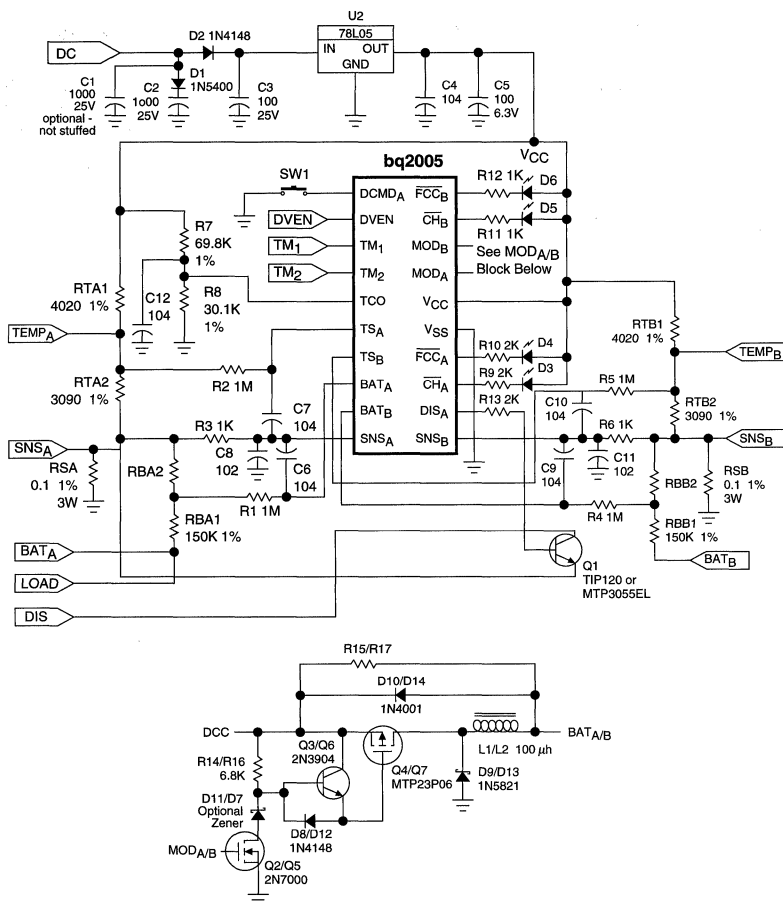 DC
D2 1N4148
U2
78L05
IN OUT
GND
C1
1000
25V
optional -
not stuffed
C2
1o00
25V
D1
1N5400
C3
100
25V
C4
104
C5
100
6.3V
VCC
bq2005
SW1
DVEN
TM1
TM2
DCMDA
DVEN
TM1
TM2
TCO
TSA
TSB
BATA
BATB
SNSA
FCCB
CHB
MODB
MODA
VCC
VSS
FCCA
CHA
DISA
SNSB
R12 1K
D6
D5
R11 1K
See MODA/B
Block Below
R10 2K
D4
R9 2K
D3
R13 2K
R7
69.8K
1%
R8
30.1K
1%
C12
104
RTA1
4020 1%
TEMPA
RTA2
3090 1%
R2 1M
C7
104
R3 1K
C8
102
C6
104
SNSA
RSA
0.1 1%
3W
RBA2
R1 1M
RBA1
150K 1%
BATA
LOAD
DIS
RTB1
4020 1%
TEMPB
R5 1M
RTB2
3090 1%
C10
104
R6 1K
SNSB
C9
104
C11
102
RBB2
RSB
0.1 1%
3W
R4 1M
RBB1
150K 1%
BATB
Q1
TIP120 or
MTP3055EL
R15/R17
D10/D14
1N4001
DCC
Q3/Q6
2N3904
R14/R16
6.8K
Q4/Q7
MTP23P06
L1/L2 100 µh
BATA/B
D9/D13
1N5821
D11/D7
Optional
Zener
D8/D12
1N4148
MODA/B
Q2/Q5
2N7000